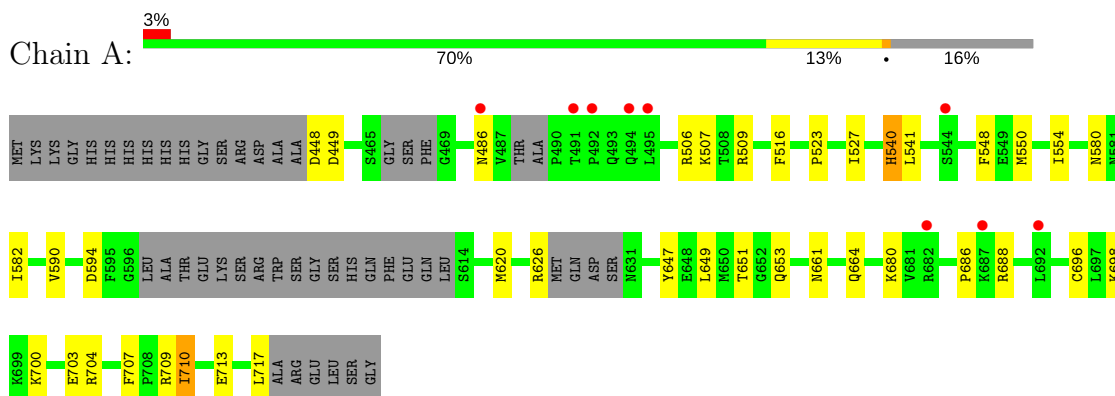 3%
Chain A:
70% 13% • 16%
MET LYS LYS GLY HIS HIS HIS HIS HIS HIS GLY SER ARG ASP ALA ALA D448 D449 S465 GLY SER PHE G469 N486 V487 THR ALA P490 T491 P492 Q493 Q494 L495 R506 K507 T508 R509 F516 P523 I527 H540 L541 S544 F548 E549 M550 I554 N580 N581
I582 V590 D594 F595 G596 LEU ALA THR GLU LYS SER ARG TRP SER GLY SER HIS GLN PHE GLU GLN LEU S614 M620 R626 MET GLN ASP SER N631 Y647 E648 L649 M650 T651 G652 Q653 N661 Q664 K680 V681 R682 P686 K687 R688 L692 C696 L697 K698
K699 K700 E703 R704 F707 P708 R709 I710 E713 L717 ALA ARG GLU LEU SER GLY